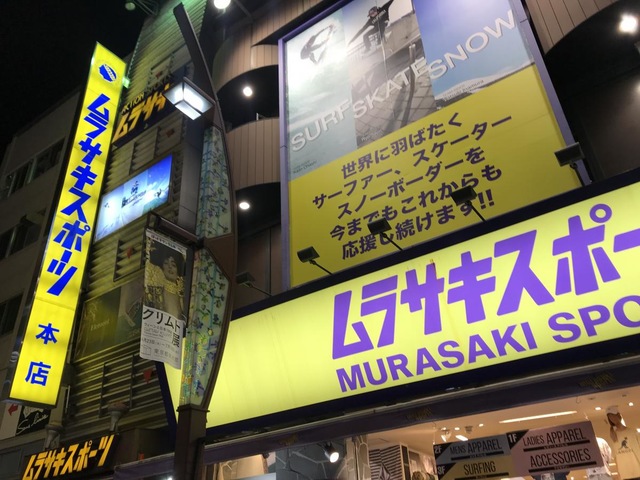 ムラサキスポーツ
本店
SURF SKATE SNOW
世界に羽ばたく
サーファー、スケーター
スノーボーダーを
今までもこれからも
応援し続けます!!
ムラサキスポー
MURASAKI SPO
クリムト展
ムラサキスポーツ
2F MENS APPAREL
SURFING
1F LADIES APPAREL
ACCESSORIES